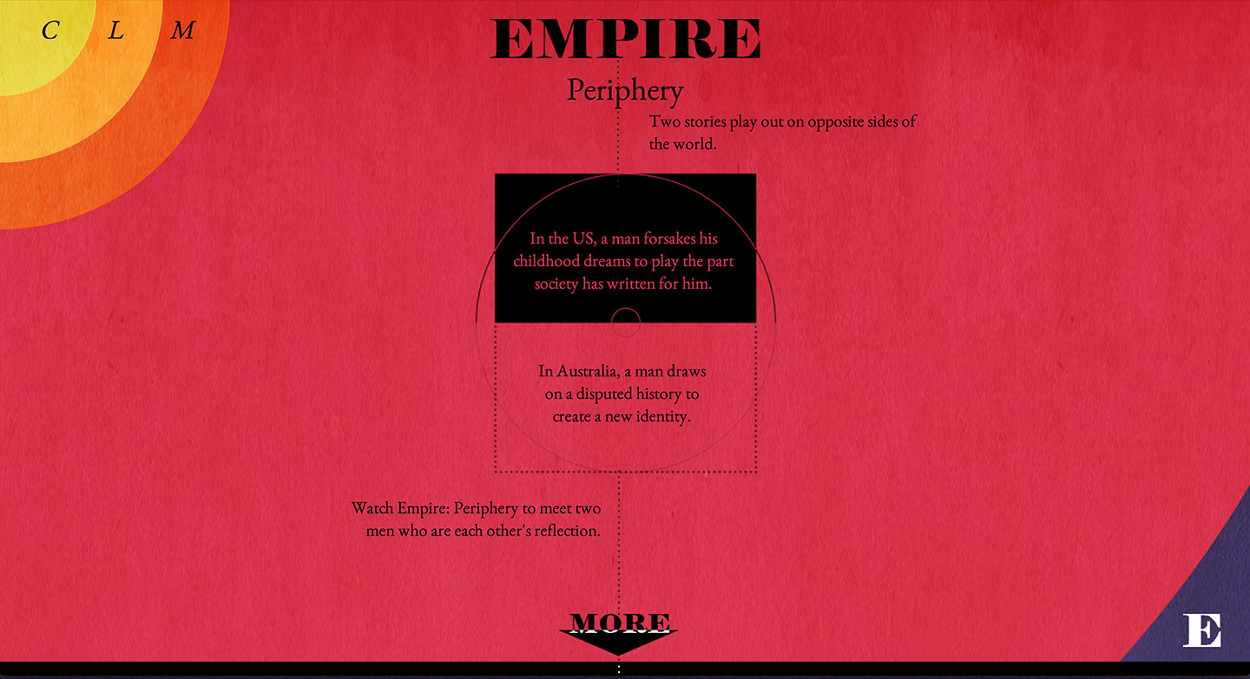 C L M
EMPIRE
Periphery
Two stories play out on opposite sides of
the world.
In the US, a man forsakes his
childhood dreams to play the part
society has written for him.
In Australia, a man draws
on a disputed history to
create a new identity.
Watch Empire: Periphery to meet two
men who are each other's reflection.
MORE
E